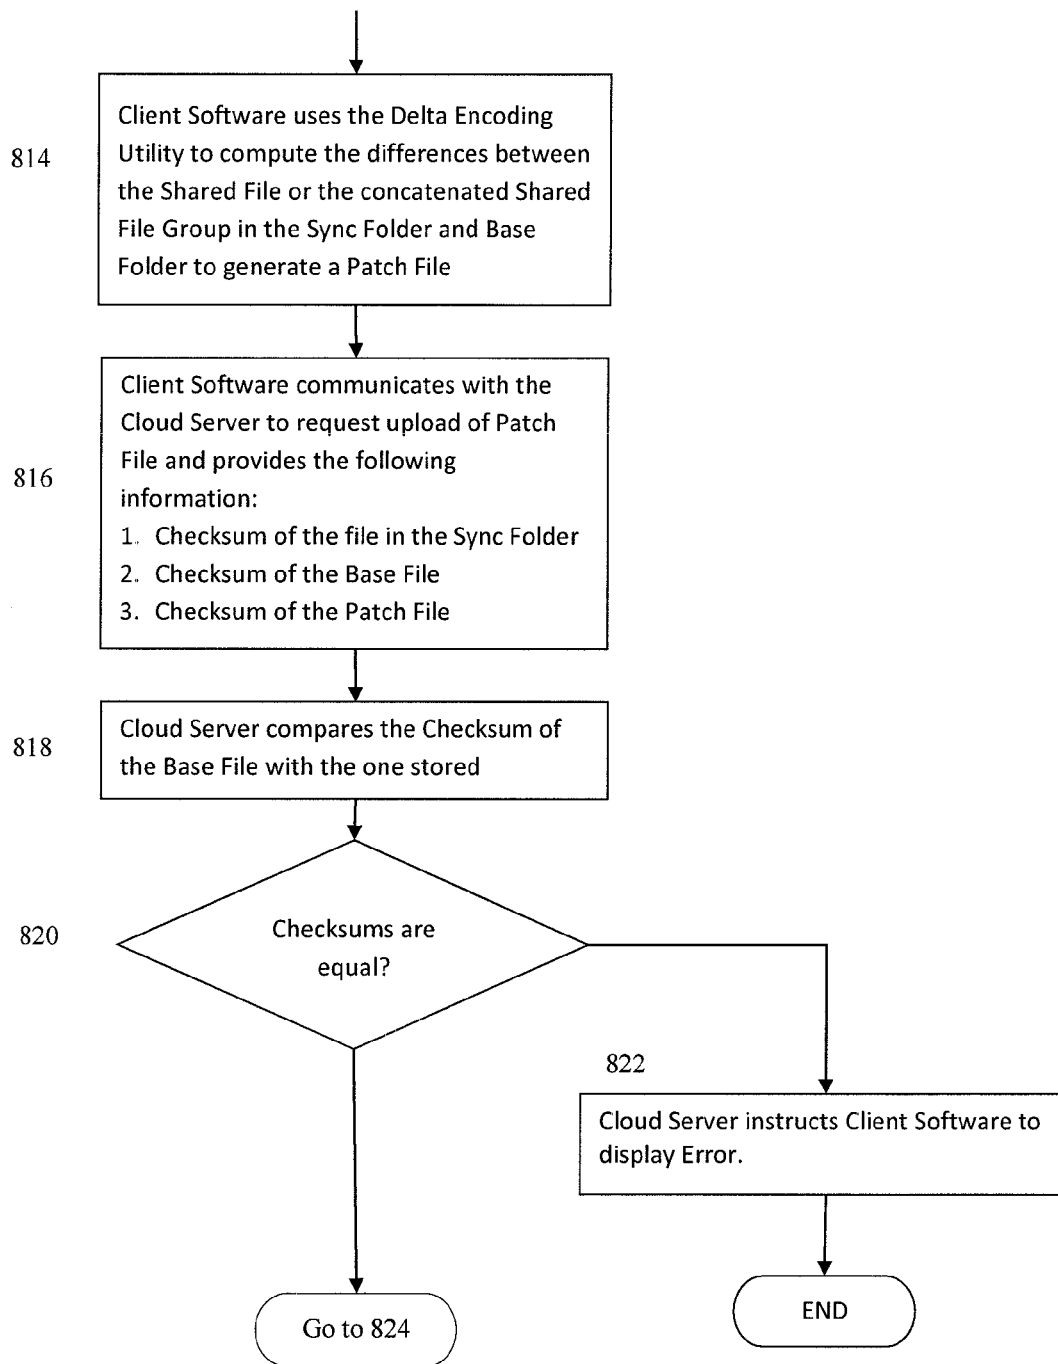 814
Client Software uses the Delta Encoding
Utility to compute the differences between
the Shared File or the concatenated Shared
File Group in the Sync Folder and Base
Folder to generate a Patch File
816
Client Software communicates with the
Cloud Server to request upload of Patch
File and provides the following
information:
1. Checksum of the file in the Sync Folder
2. Checksum of the Base File
3. Checksum of the Patch File
818
Cloud Server compares the Checksum of
the Base File with the one stored
820
Checksums are
equal?
822
Cloud Server instructs Client Software to
display Error.
END
Go to 824